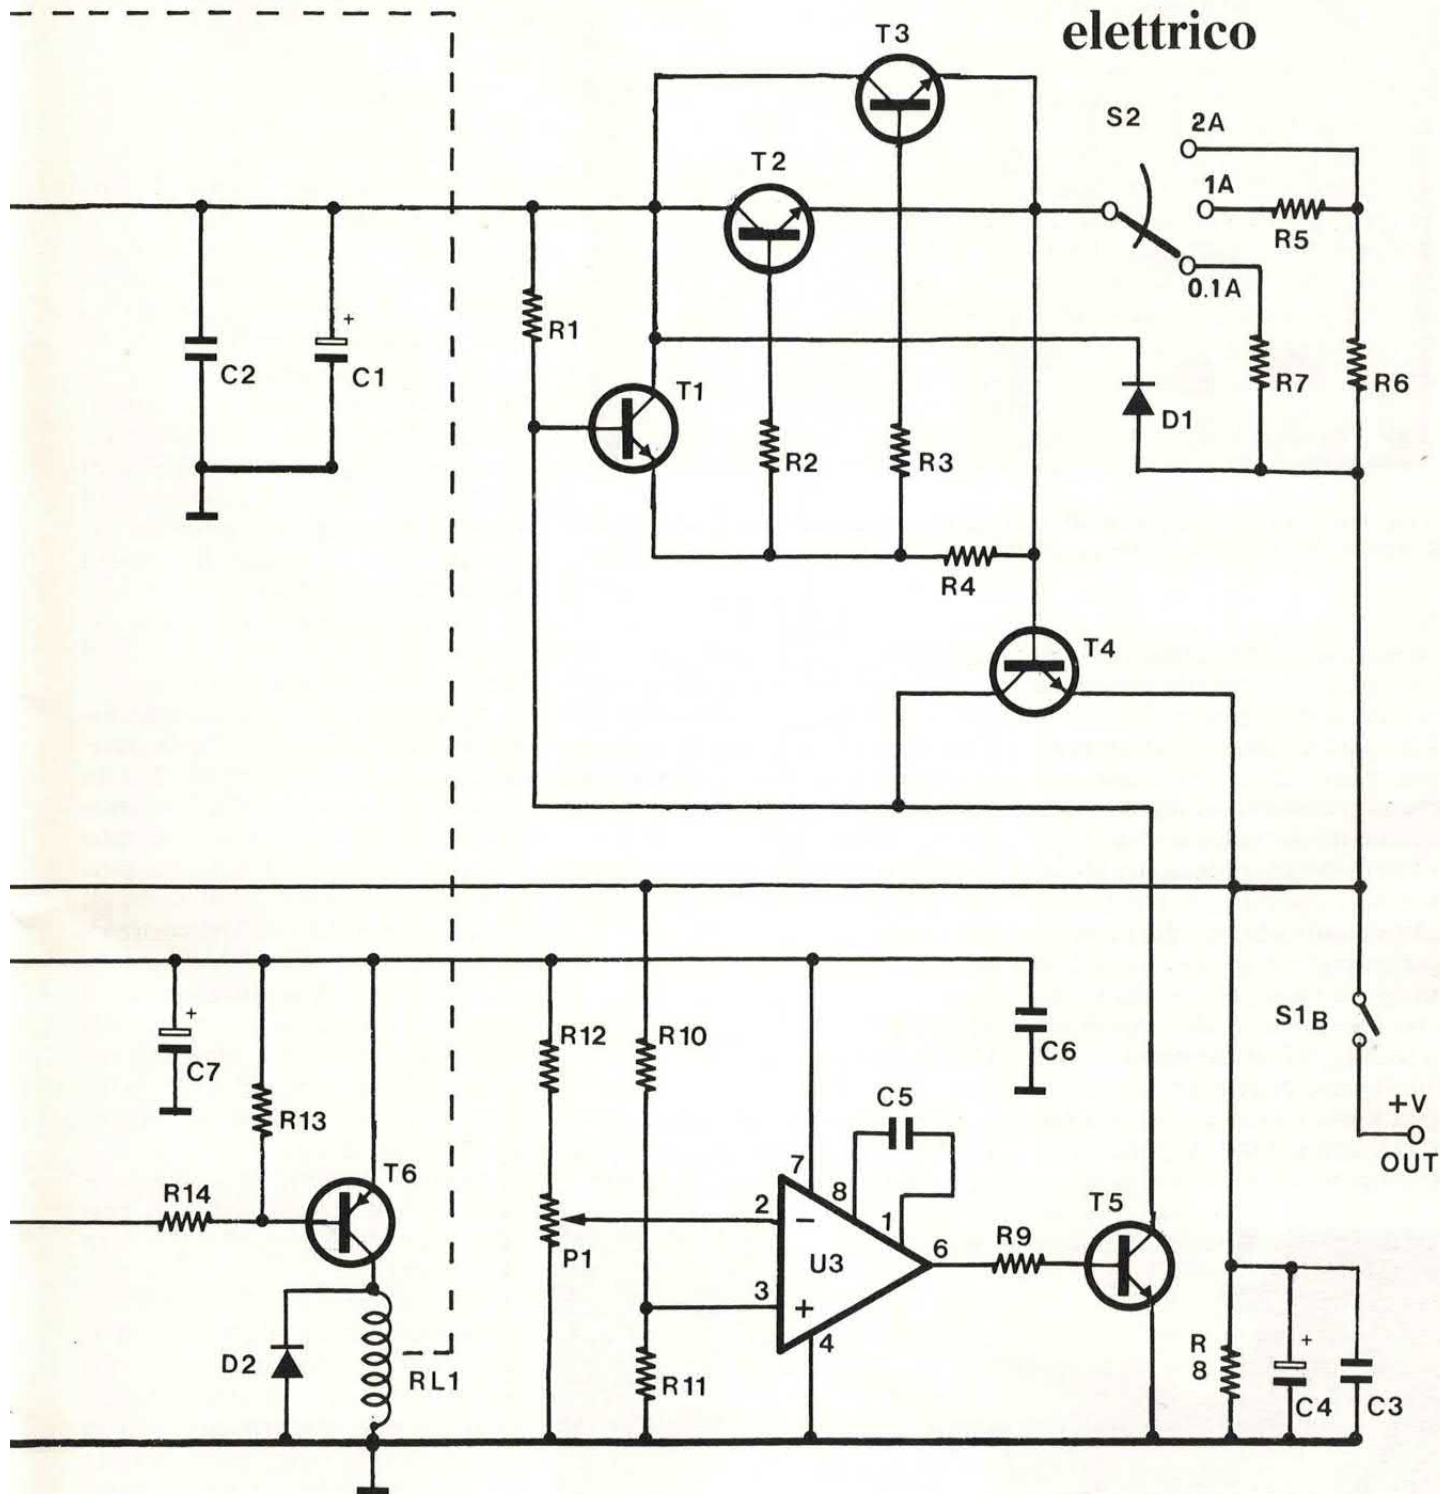 elettrico
T3
S2
2A
T2
1A
R5
0.1A
+
R1
C2
C1
T1
R7
R6
D1
R2
R3
R4
T4
+
C7
R12
R10
C6
S1B
R13
C5
+V
OUT
T6
R14
7
8
2
-
1
T5
P1
U3
6
R9
3
+
4
D2
RL1
R11
R
8
+
C4
C3